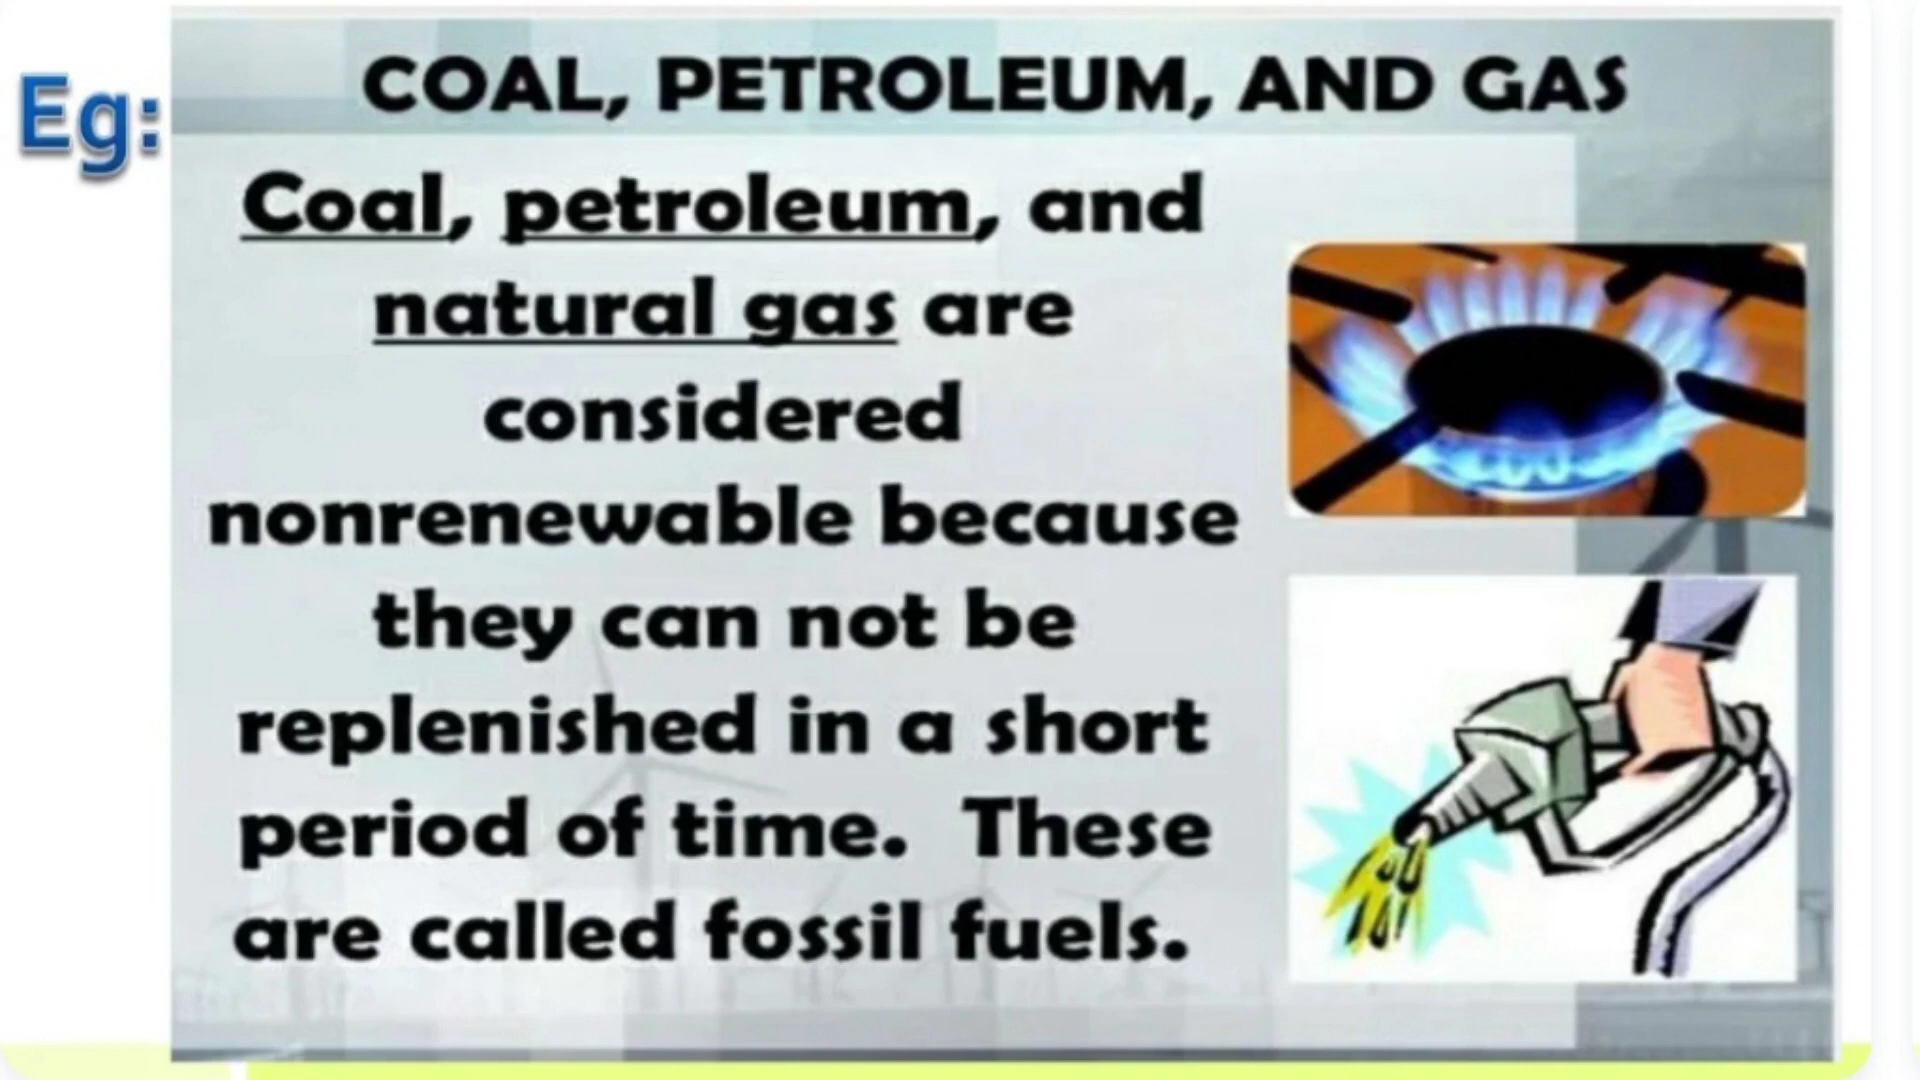 Eg:
COAL, PETROLEUM, AND GAS
Coal, petroleum, and
natural gas are
considered
nonrenewable because
they can not be
replenished in a short
period of time. These
are called fossil fuels.